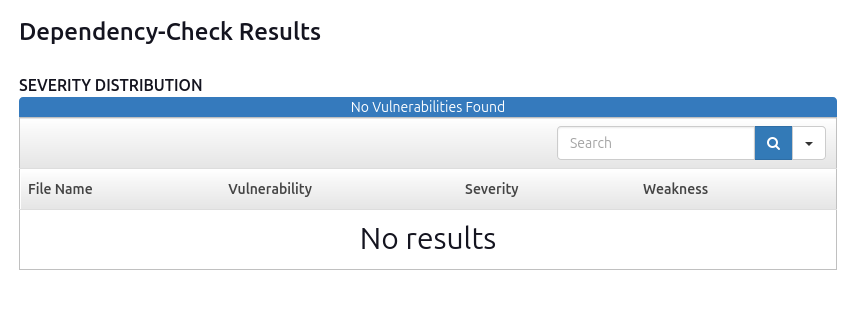 Dependency-Check Results
SEVERITY DISTRIBUTION
No Vulnerabilities Found
Search
File Name Vulnerability Severity Weakness
No results